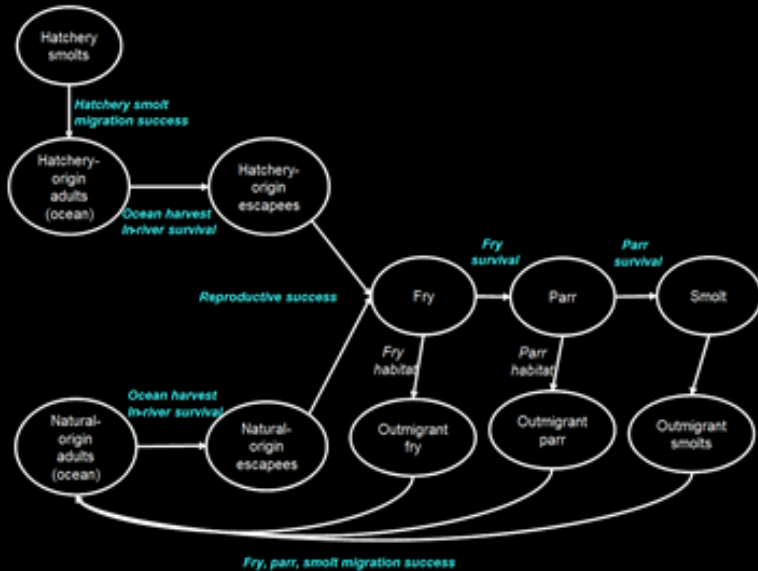 Hatchery
smolts
Hatchery smolt
migration success
Hatchery-
origin
adults
(ocean)
Hatchery-
origin
escapees
Ocean harvest
In-river survival
Fry
survival
Parr
survival
Reproductive success
Fry
Parr
Smolt
Fry
habitat
Parr
habitat
Ocean harvest
In-river survival
Natural-
origin
adults
(ocean)
Natural-
origin
escapees
Outmigrant
fry
Outmigrant
parr
Outmigrant
smolts
Fry, parr, smolt migration success